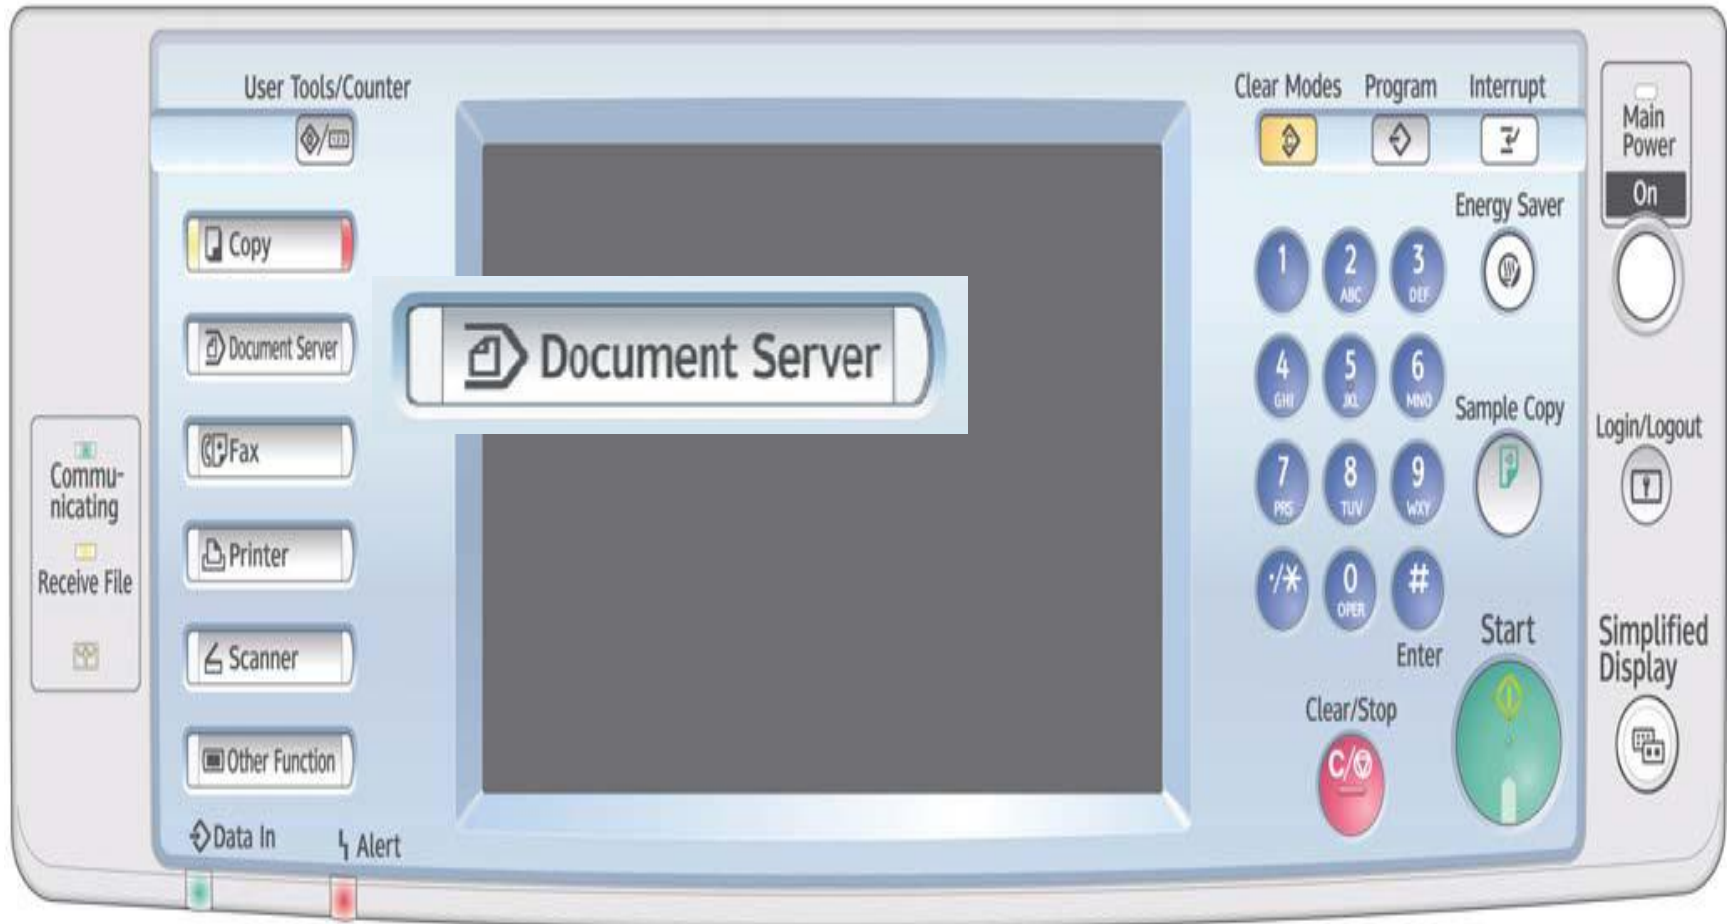 User Tools/Counter
Clear Modes
Program
Interrupt
Main
Power
On
Energy Saver
Copy
Document Server
Document Server
Fax
Printer
Scanner
Other Function
Commu-
nicating
Receive File
1
2
ABC
3
DEF
4
GHI
5
JKL
6
MNO
7
PRS
8
TUV
9
WXY
·/*
0
OPER
#
Enter
Sample Copy
Login/Logout
Start
Simplified
Display
Clear/Stop
C/
Data In
Alert